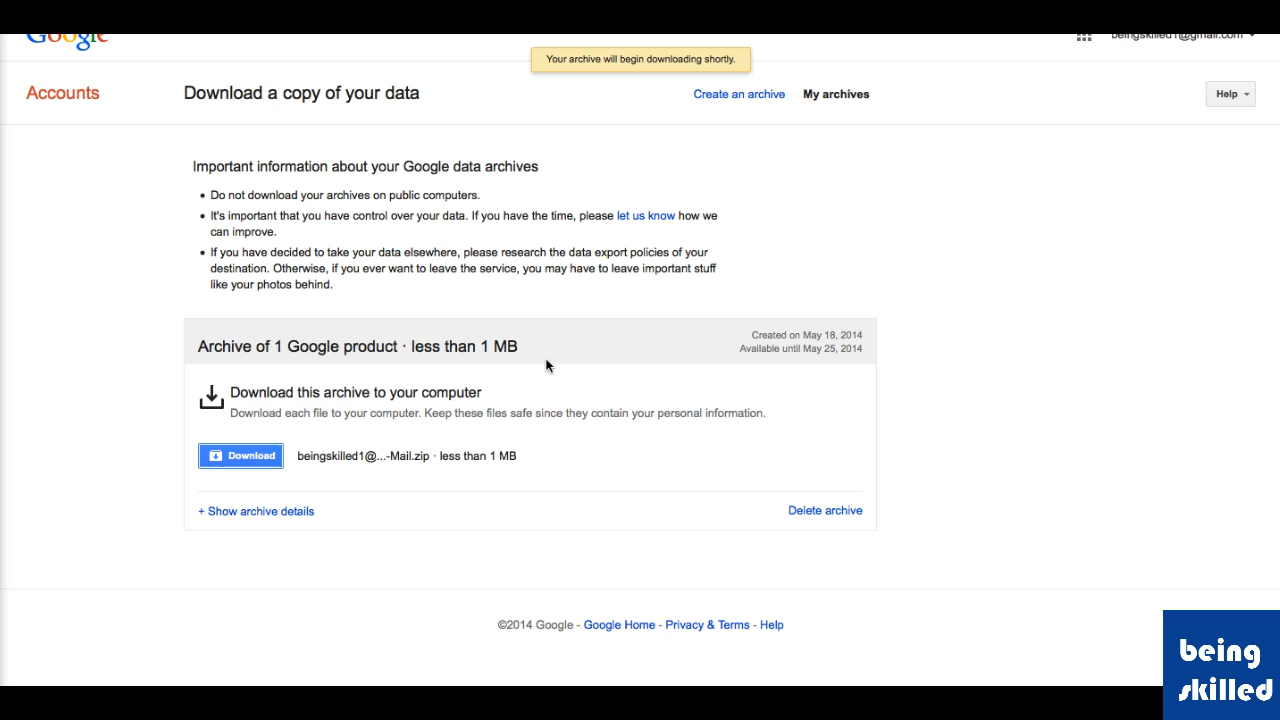 Google
beingskilled1@gmail.com
Your archive will begin downloading shortly.
Accounts
Download a copy of your data
Create an archive
My archives
Help
Important information about your Google data archives
• Do not download your archives on public computers.
• It's important that you have control over your data. If you have the time, please let us know how we
can improve.
• If you have decided to take your data elsewhere, please research the data export policies of your
destination. Otherwise, if you ever want to leave the service, you may have to leave important stuff
like your photos behind.
Archive of 1 Google product · less than 1 MB
Created on May 18, 2014
Available until May 25, 2014
Download this archive to your computer
Download each file to your computer. Keep these files safe since they contain your personal information.
Download
beingskilled1@...-Mail.zip · less than 1 MB
+ Show archive details
Delete archive
©2014 Google - Google Home - Privacy & Terms - Help
being
skilled